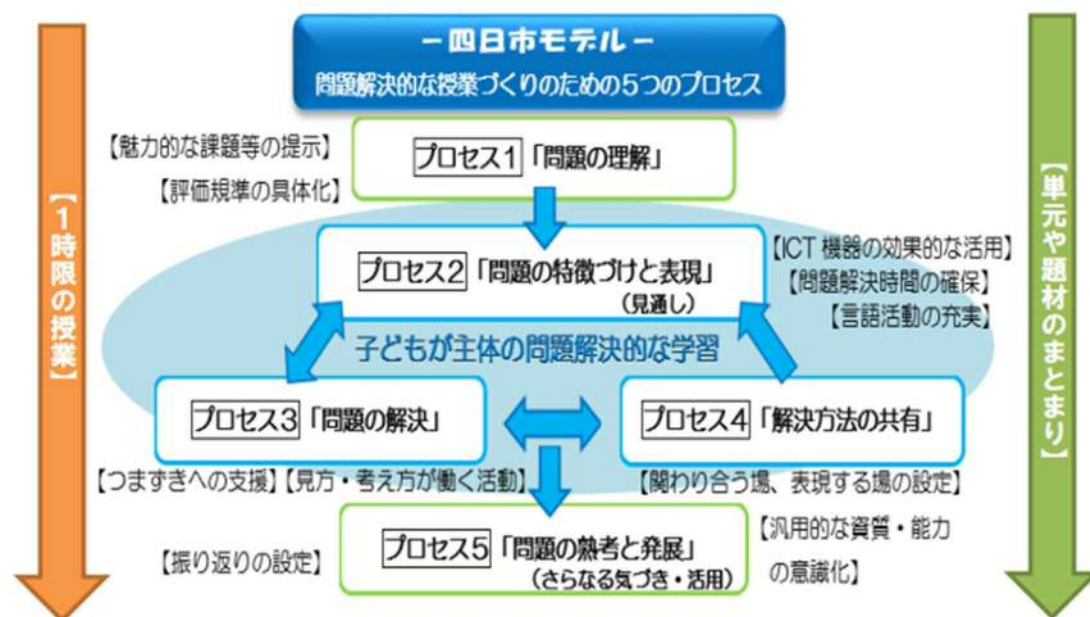 －四日市モデル－
問題解決的な授業づくりのための５つのプロセス
【魅力的な課題等の提示】
プロセス１「問題の理解」
【評価規準の具体化】
【ICT 機器の効果的な活用】
プロセス２「問題の特徴づけと表現」
（見通し）
【問題解決時間の確保】
【言語活動の充実】
子どもが主体の問題解決的な学習
プロセス３「問題の解決」
プロセス４「解決方法の共有」
【つまずきへの支援】【見方・考え方が働く活動】
【関わり合う場、表現する場の設定】
プロセス５「問題の熟考と発展」
（さらなる気づき・活用）
【振り返りの設定】
【汎用的な資質・能力
の意識化】
【１時限の授業】
【単元や題材のまとまり】